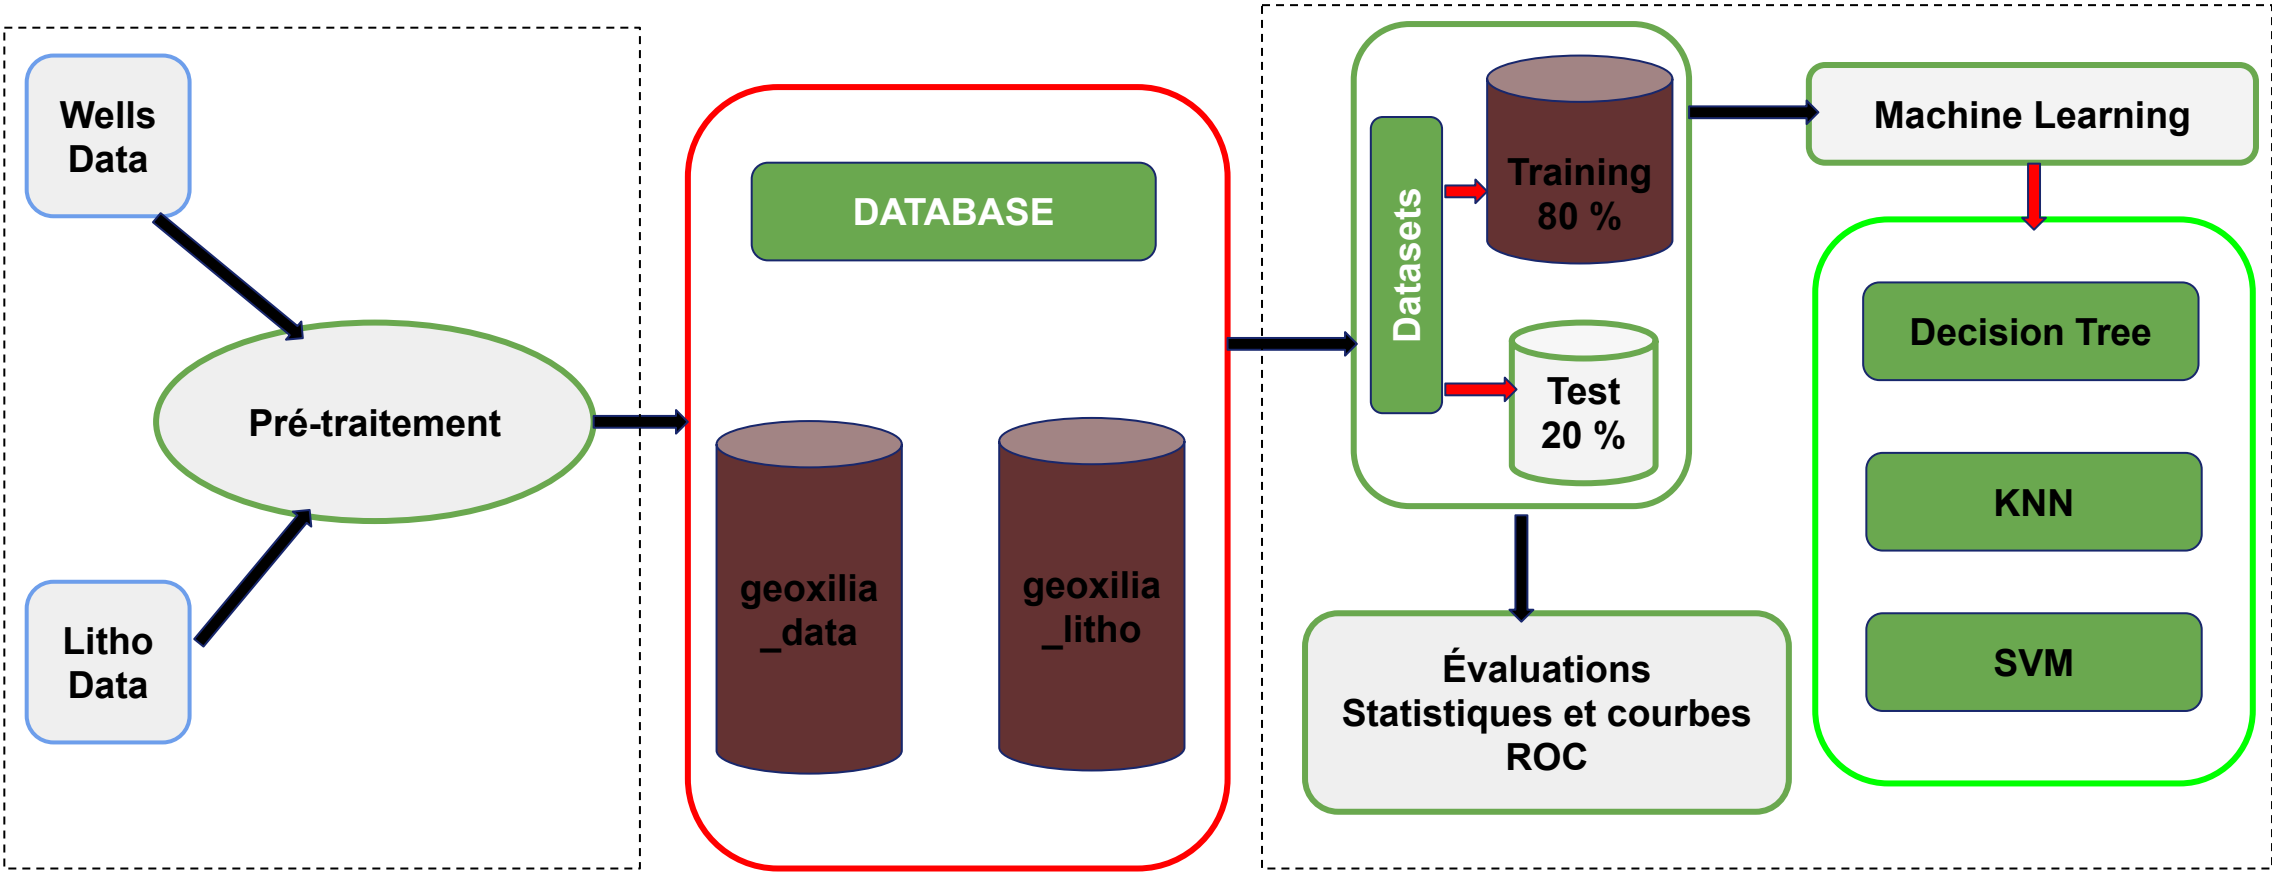 Wells
Data
Pré-traitement
Litho
Data
DATABASE
geoxilia
_data
geoxilia
_litho
Datasets
Training
80 %
Test
20 %
Machine Learning
Decision Tree
KNN
SVM
Évaluations
Statistiques et courbes
ROC